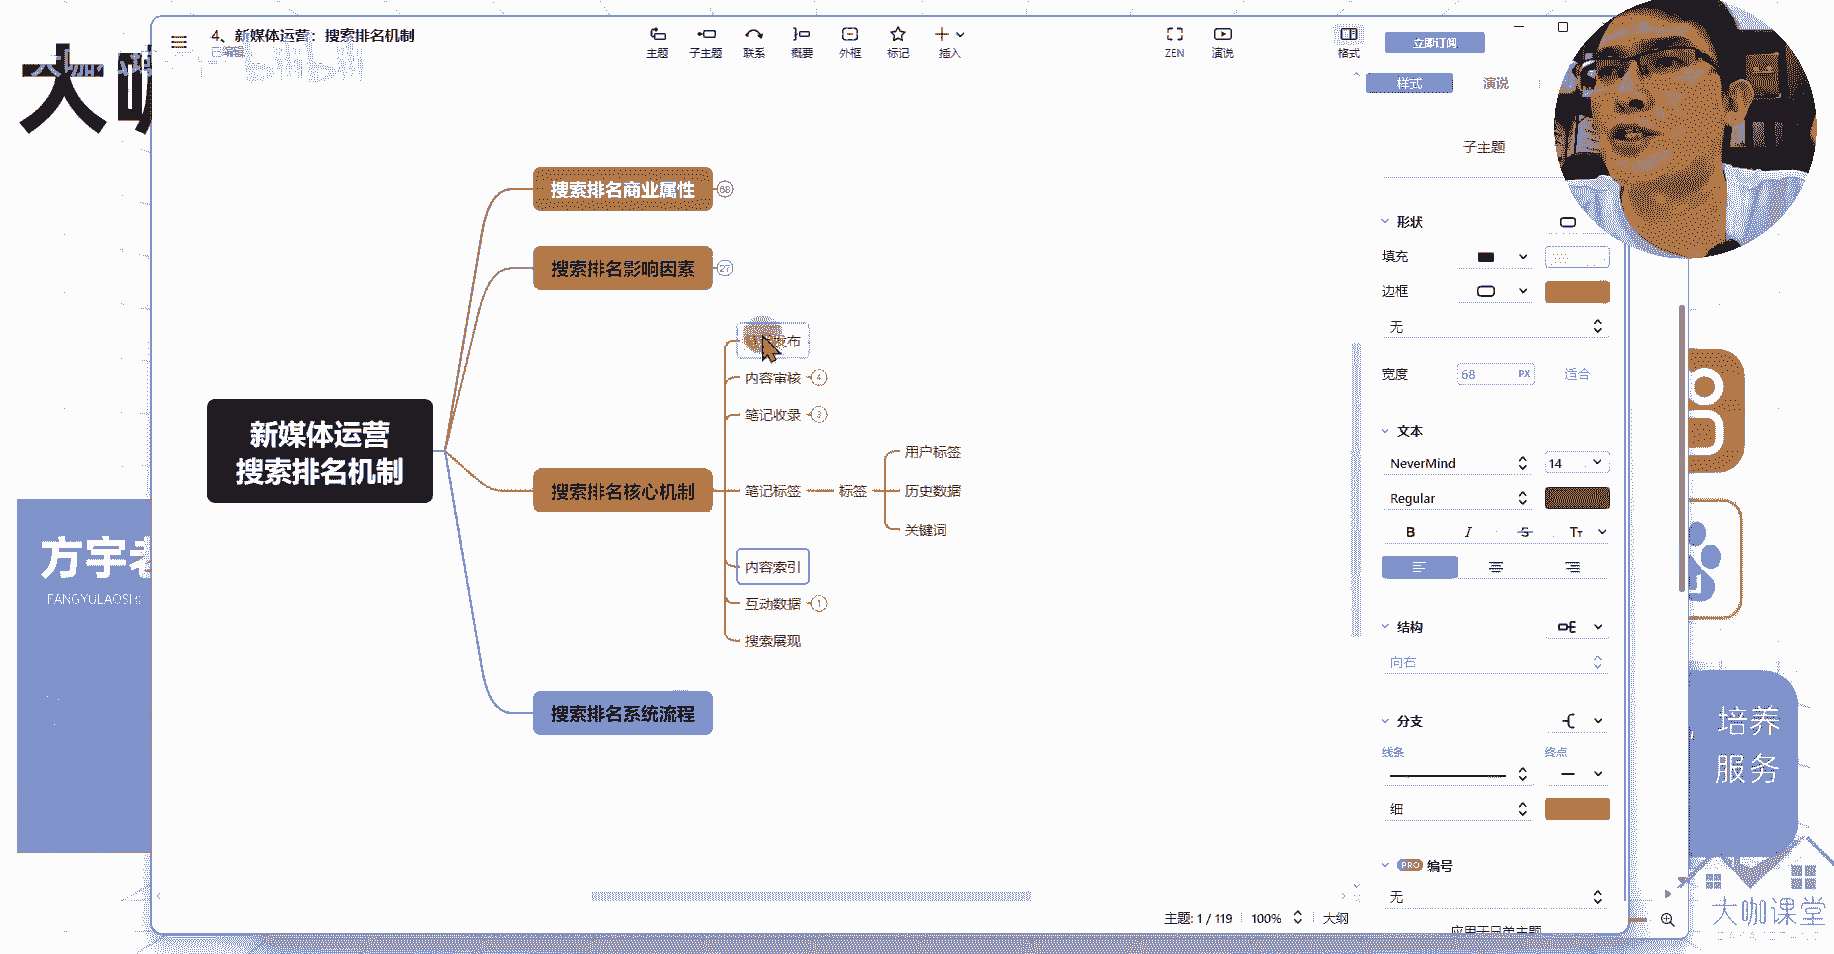 4、新媒体运营：搜索排名机制
已编辑
主题
子主题
联系
概要
外框
标记
插入
ZEN
演说
格式
立即订阅
样式
演说
子主题
形状
填充
边框
无
宽度
68
PX
适合
文本
NeverMind
14
Regular
B
I
S
Tт
结构
向右
分支
线条
终点
细
PRO
编号
无
新媒体运营
搜索排名机制
搜索排名商业属性
68
搜索排名影响因素
27
搜索排名核心机制
发布
内容审核
4
笔记收录
3
笔记标签
标签
用户标签
历史数据
关键词
内容索引
互动数据
1
搜索展现
搜索排名系统流程
主题: 1 / 119
100%
大纲
大咖
方宇老
FANGYULAOSHI
培养
服务
大咖课堂
bilibili